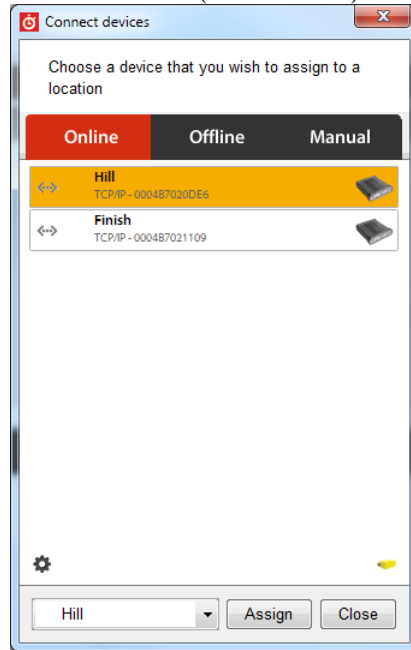 Connect devices
Choose a device that you wish to assign to a
location
Online Offline Manual
Hill
TCP/IP - 0004B7020DE6
Finish
TCP/IP - 0004B7021109
Hill Assign Close